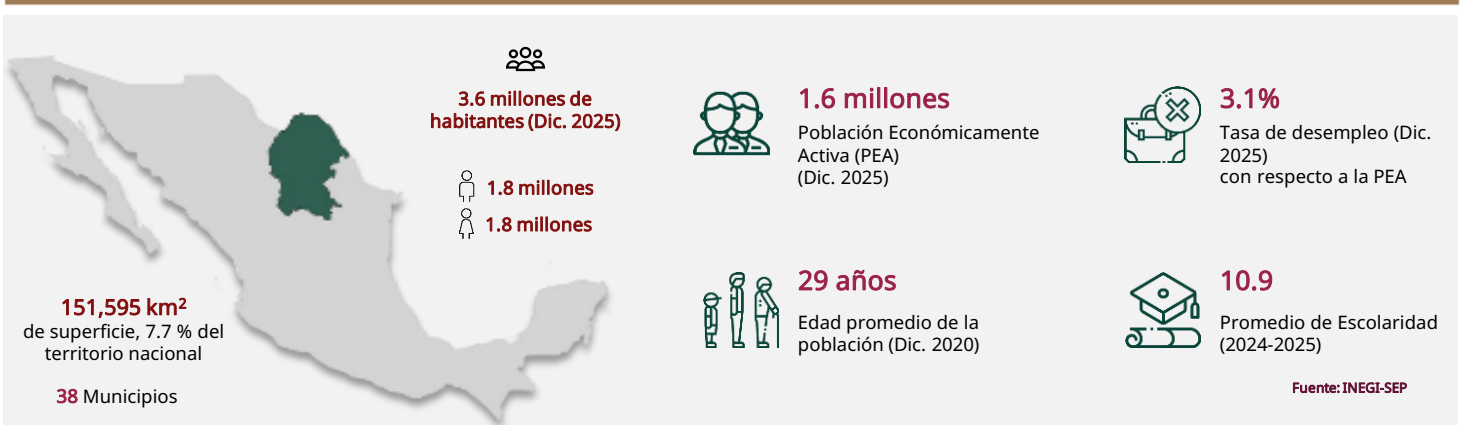 3.6 millones de
habitantes (Dic. 2025)
1.8 millones
1.8 millones
151,595 km²
de superficie, 7.7 % del
territorio nacional
38 Municipios
1.6 millones
Población Económicamente
Activa (PEA)
(Dic. 2025)
3.1%
Tasa de desempleo (Dic.
2025)
con respecto a la PEA
29 años
Edad promedio de la
población (Dic. 2020)
10.9
Promedio de Escolaridad
(2024-2025)
Fuente: INEGI-SEP